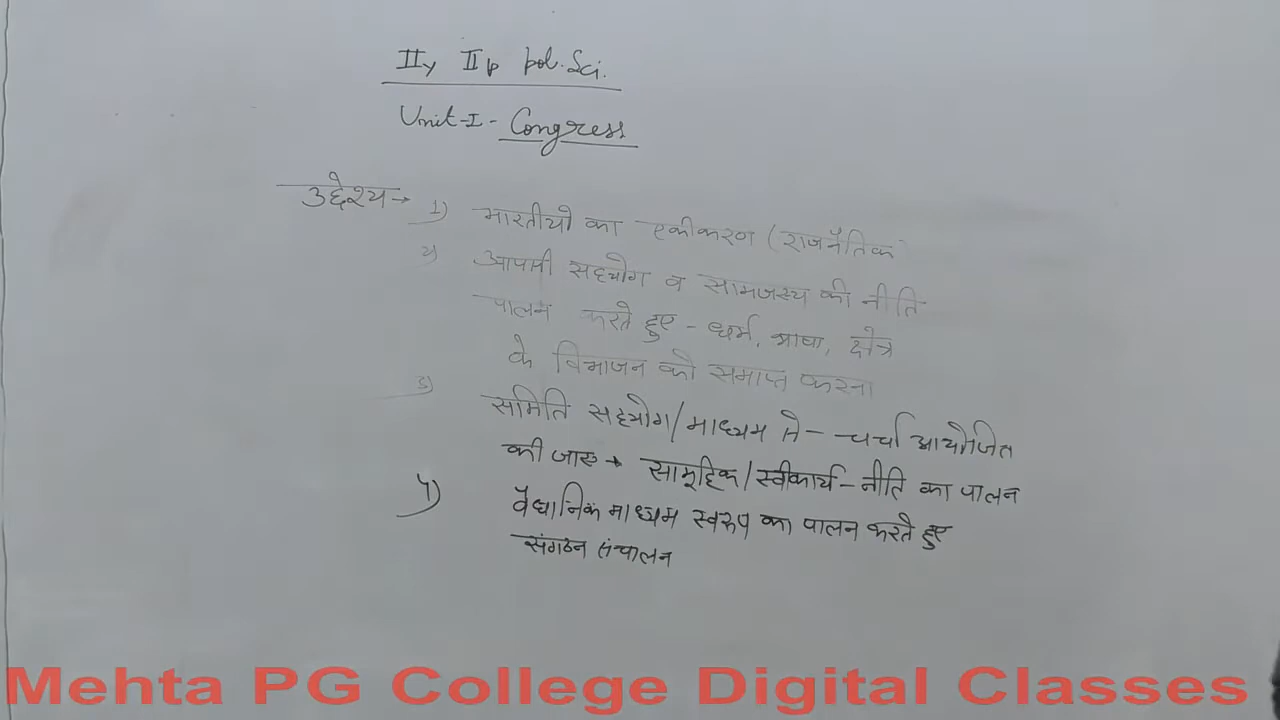 IIy IIp pol. Sci.
Unit-I- Congress
उद्देश्य→ 1) भारतीयो का एकीकरण (राजनैतिक
2) आपसी सहयोग व सामजस्य की नीति
पालन करते हुए - धर्म, भाषा, क्षेत्र
के विभाजन को समाप्त करना
3) समिति सहयोग/माध्यम से - चर्चा आयोजित
की जाए → सामूहिक/स्वीकार्य - नीति का पालन
4) वैधानिक माध्यम स्वरूप का पालन करते हुए
संगठन संचालन
Mehta PG College Digital Classes